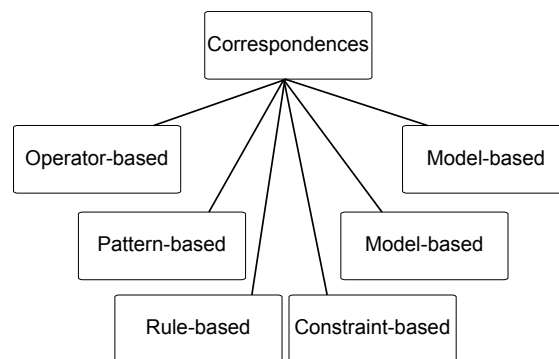 Correspondences
Operator-based
Model-based
Pattern-based
Model-based
Rule-based
Constraint-based